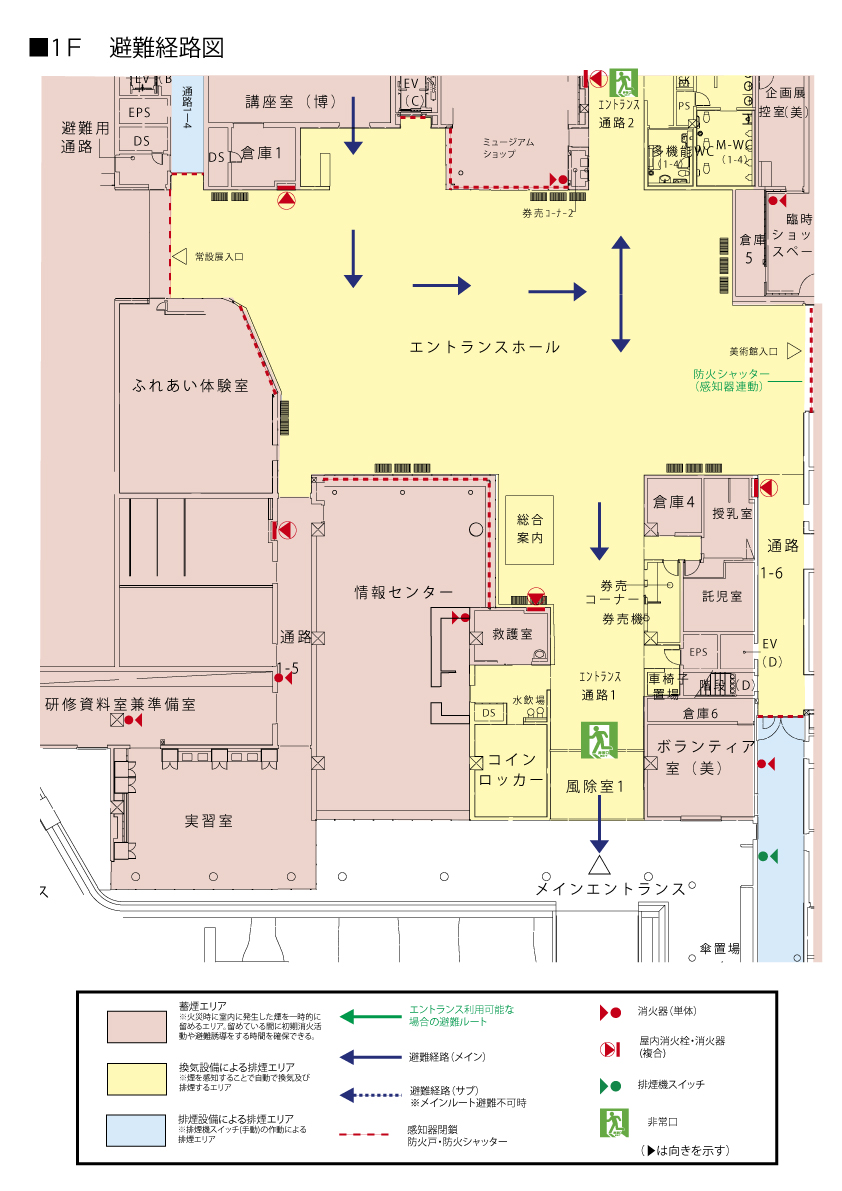 ■1F　避難経路図
EV
(B
通路1-4
EPS
DS
避難用
通路
講座室（博）
DS
倉庫1
EV
(C)
ミュージアム
ショップ
エントランス
通路2
PS
多機能WC
(1-4)
M-WC
(1-4)
企画展
控室(美)
券売コーナー2
倉庫
5
臨時
ショッ
スペー
常設展入口
エントランスホール
美術館入口
防火シャッター
(感知器連動)
ふれあい体験室
総合
案内
倉庫4
授乳室
通路
1-6
情報センター
券売
コーナー
券売機
託児室
救護室
通路
1-5
EPS
EV
(D)
エントランス
通路1
車椅子
置場
階段（D）
研修資料室兼準備室
水飲場
DS
倉庫6
コイン
ロッカー
ボランティア
室（美）
風除室1
実習室
非常口
ス
メインエントランス
傘置場
蓄煙エリア
※火災時に室内に発生した煙を一時的に
留めるエリア。留めている間に初期消火活
動や避難誘導をする時間を確保できる。
換気設備による排煙エリア
※煙を感知することで自動で換気及び
排煙するエリア
排煙設備による排煙エリア
※排煙機スイッチ(手動)の作動による
排煙エリア
エントランス利用可能な
場合の避難ルート
避難経路（メイン）
避難経路（サブ）
※メインルート避難不可時
感知器閉鎖
防火戸・防火シャッター
消火器（単体）
屋内消火栓・消火器
(複合)
排煙機スイッチ
非常口
（▶は向きを示す）